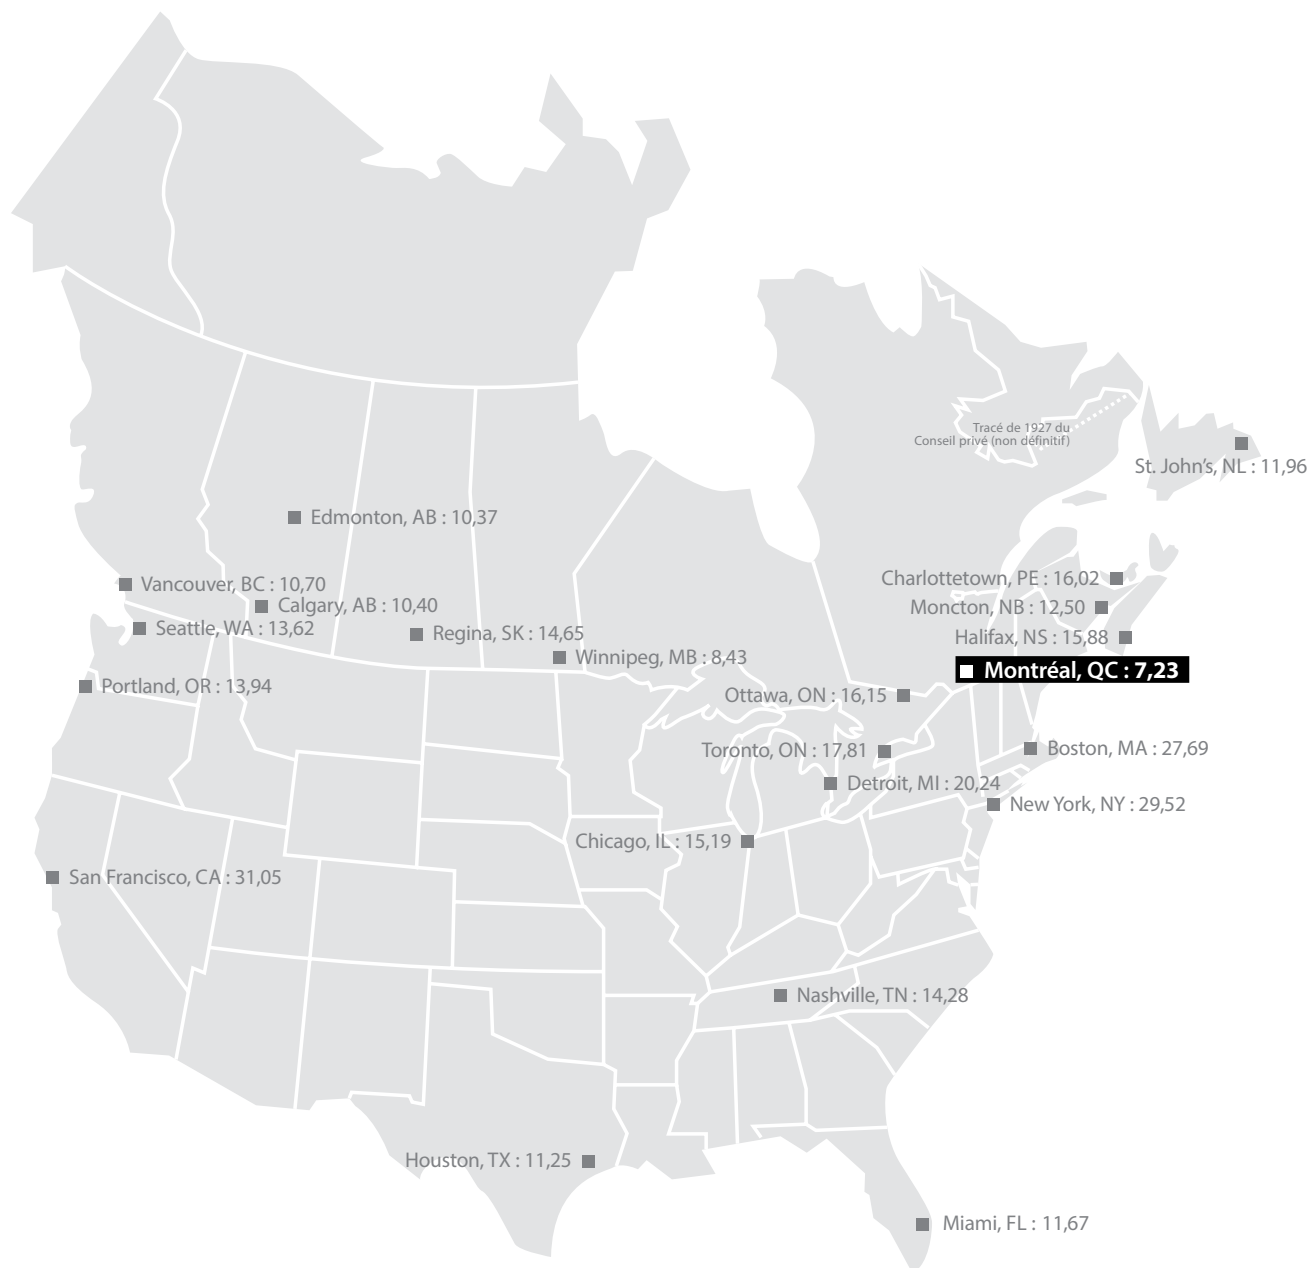 Tracé de 1927 du
Conseil privé (non définitif)
St. John’s, NL : 11,96
Edmonton, AB : 10,37
Vancouver, BC : 10,70
Charlottetown, PE : 16,02
Calgary, AB : 10,40
Moncton, NB : 12,50
Seattle, WA : 13,62
Regina, SK : 14,65
Halifax, NS : 15,88
Winnipeg, MB : 8,43
Montréal, QC : 7,23
Portland, OR : 13,94
Ottawa, ON : 16,15
Toronto, ON : 17,81
Boston, MA : 27,69
Detroit, MI : 20,24
New York, NY : 29,52
Chicago, IL : 15,19
San Francisco, CA : 31,05
Nashville, TN : 14,28
Houston, TX : 11,25
Miami, FL : 11,67